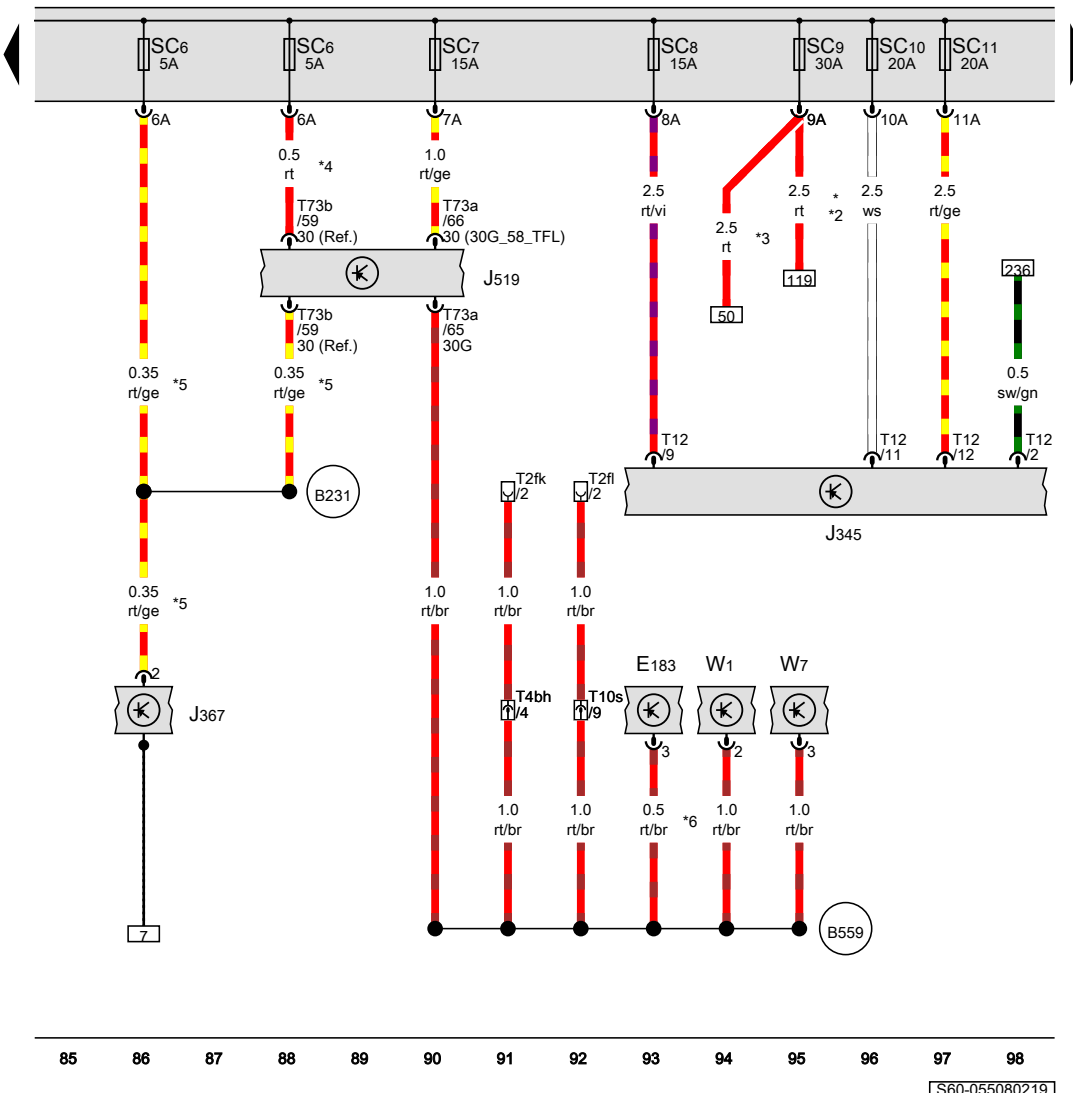 SC6 SC6 SC7 SC8 SC9 SC10 SC11
5A 5A 15A 15A 30A 20A 20A
6A 6A 7A 8A 9A 10A 11A
0.5 *4 1.0
rt rt/ge
2.5 2.5 * 2.5 2.5
rt/vi rt *2 ws rt/ge
T73b T73a
/59 /66
30 (Ref.) 30 (30G_58_TFL)
2.5 *3
rt
236
J519
119
50
T73b T73a
/59 /65
30 (Ref.) 30G
0.35 *5 0.35 *5 0.5
rt/ge rt/ge sw/gn
T12 T12 T12 T12
/9 /11 /12 /2
B231
T2fk T2fl
/2 /2
J345
0.35 *5 1.0 1.0 1.0
rt/ge rt/br rt/br rt/br
2
E183 W1 W7
J367
T4bh T10s
/4 /9
3 2 3
1.0 1.0 0.5 *6 1.0 1.0
rt/br rt/br rt/br rt/br rt/br
7
B559
85 86 87 88 89 90 91 92 93 94 95 96 97 98
S60-055080219